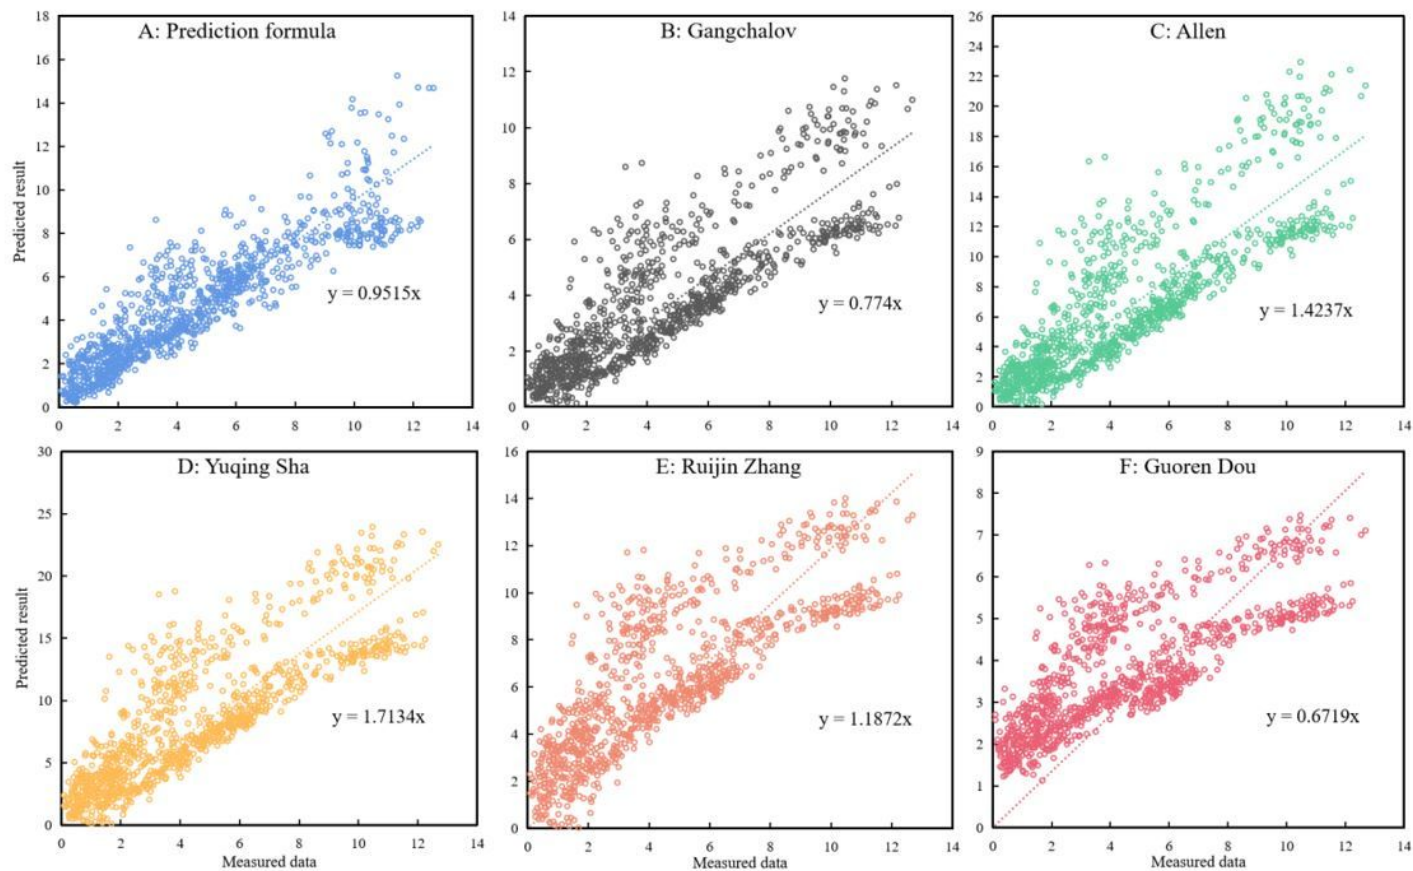 A: Prediction formula
18
16
14
12
10
8
6
4
2
0
Predicted result
y = 0.9515x
0 2 4 6 8 10 12 14
B: Gangchalov
14
12
10
8
6
4
2
0
y = 0.774x
0 2 4 6 8 10 12 14
C: Allen
26
24
22
20
18
16
14
12
10
8
6
4
2
0
y = 1.4237x
0 2 4 6 8 10 12 14
D: Yuqing Sha
30
25
20
15
10
5
0
Predicted result
y = 1.7134x
0 2 4 6 8 10 12 14
Measured data
E: Ruijin Zhang
16
14
12
10
8
6
4
2
0
y = 1.1872x
0 2 4 6 8 10 12 14
Measured data
F: Guoren Dou
9
8
7
6
5
4
3
2
1
0
y = 0.6719x
0 2 4 6 8 10 12 14
Measured data